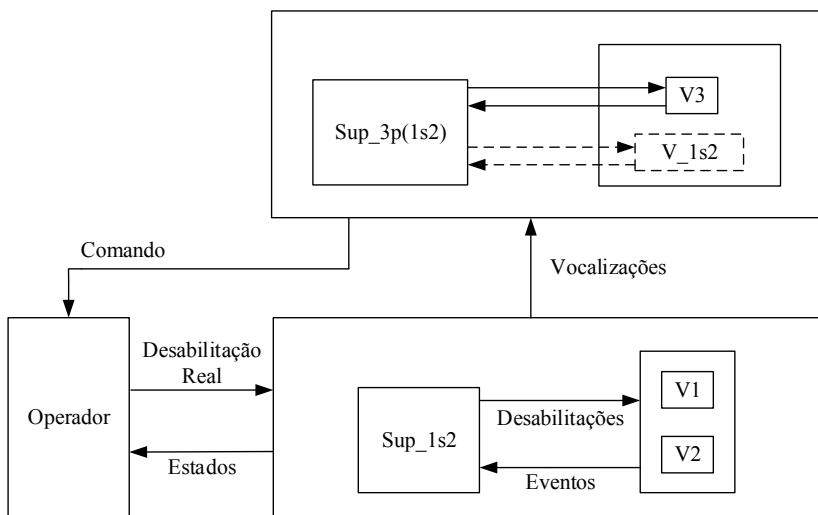 V3
Sup_3p(1s2)
V_1s2
Comando
Vocalizações
Desabilitação
Real
Operador
Estados
Sup_1s2
Desabilitações
Eventos
V1
V2